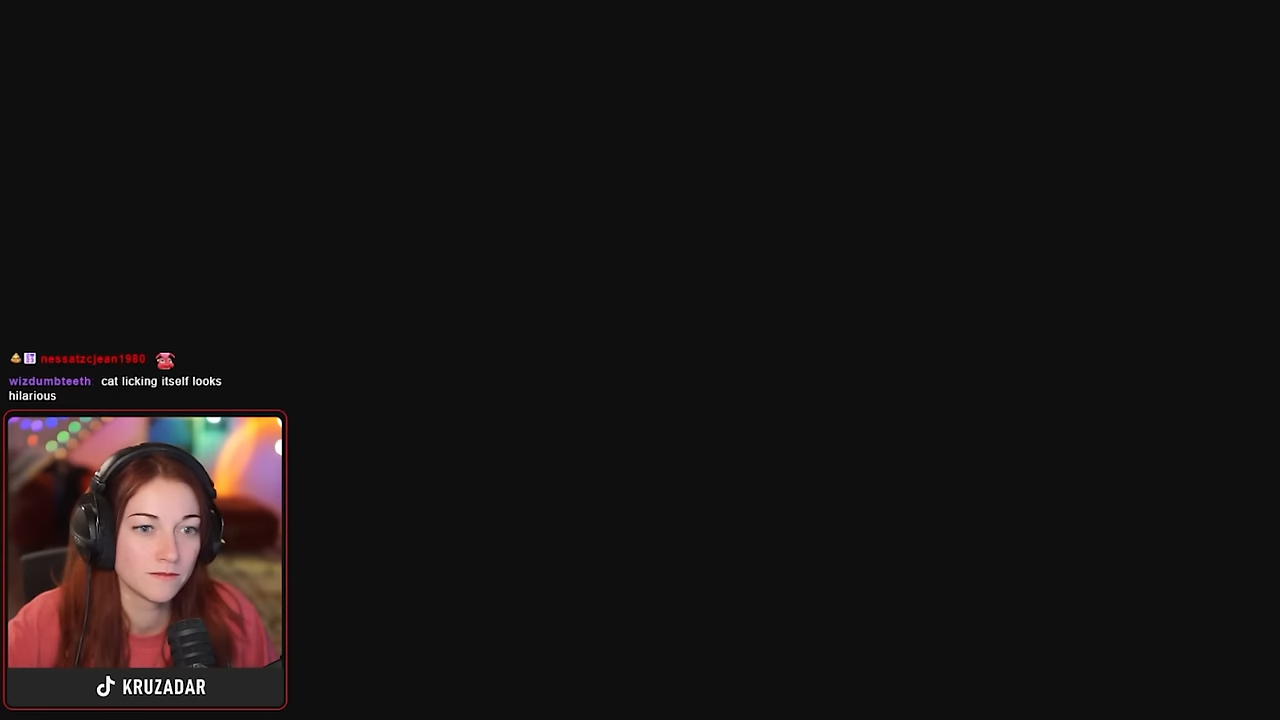 nessatzcjean1980
wizdumbteeth: cat licking itself looks
hilarious
KRUZADAR